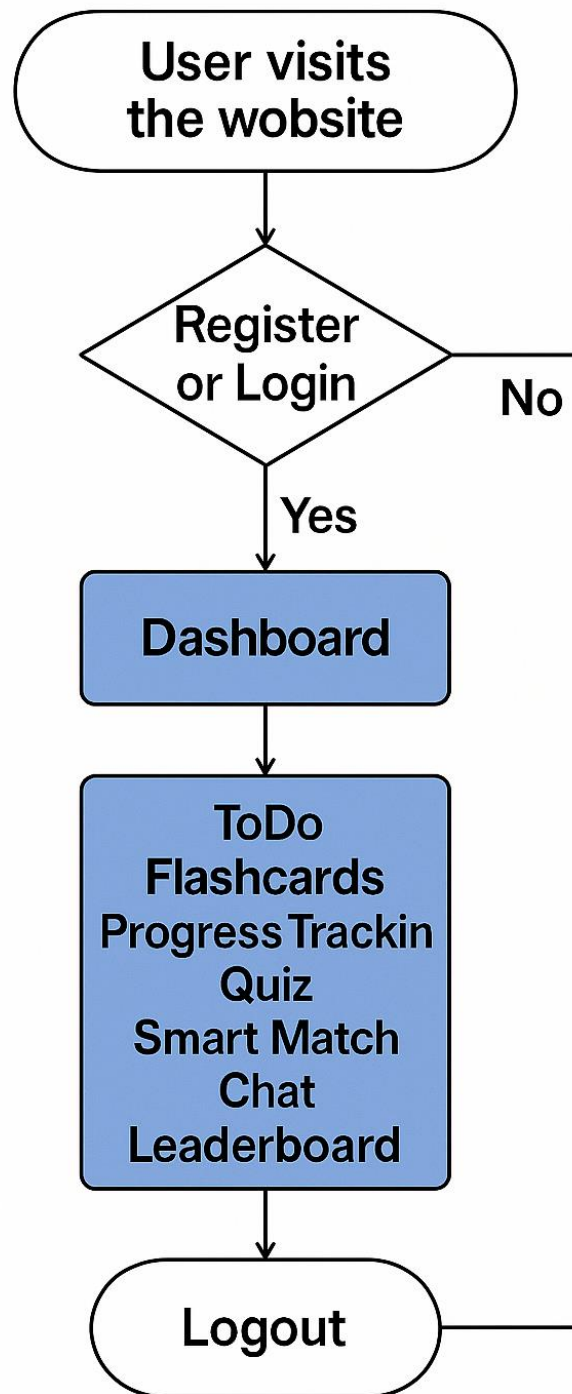 User visits
the wobsite
Register
or Login
No
Yes
Dashboard
ToDo
Flashcards
Progress Trackin
Quiz
Smart Match
Chat
Leaderboard
Logout